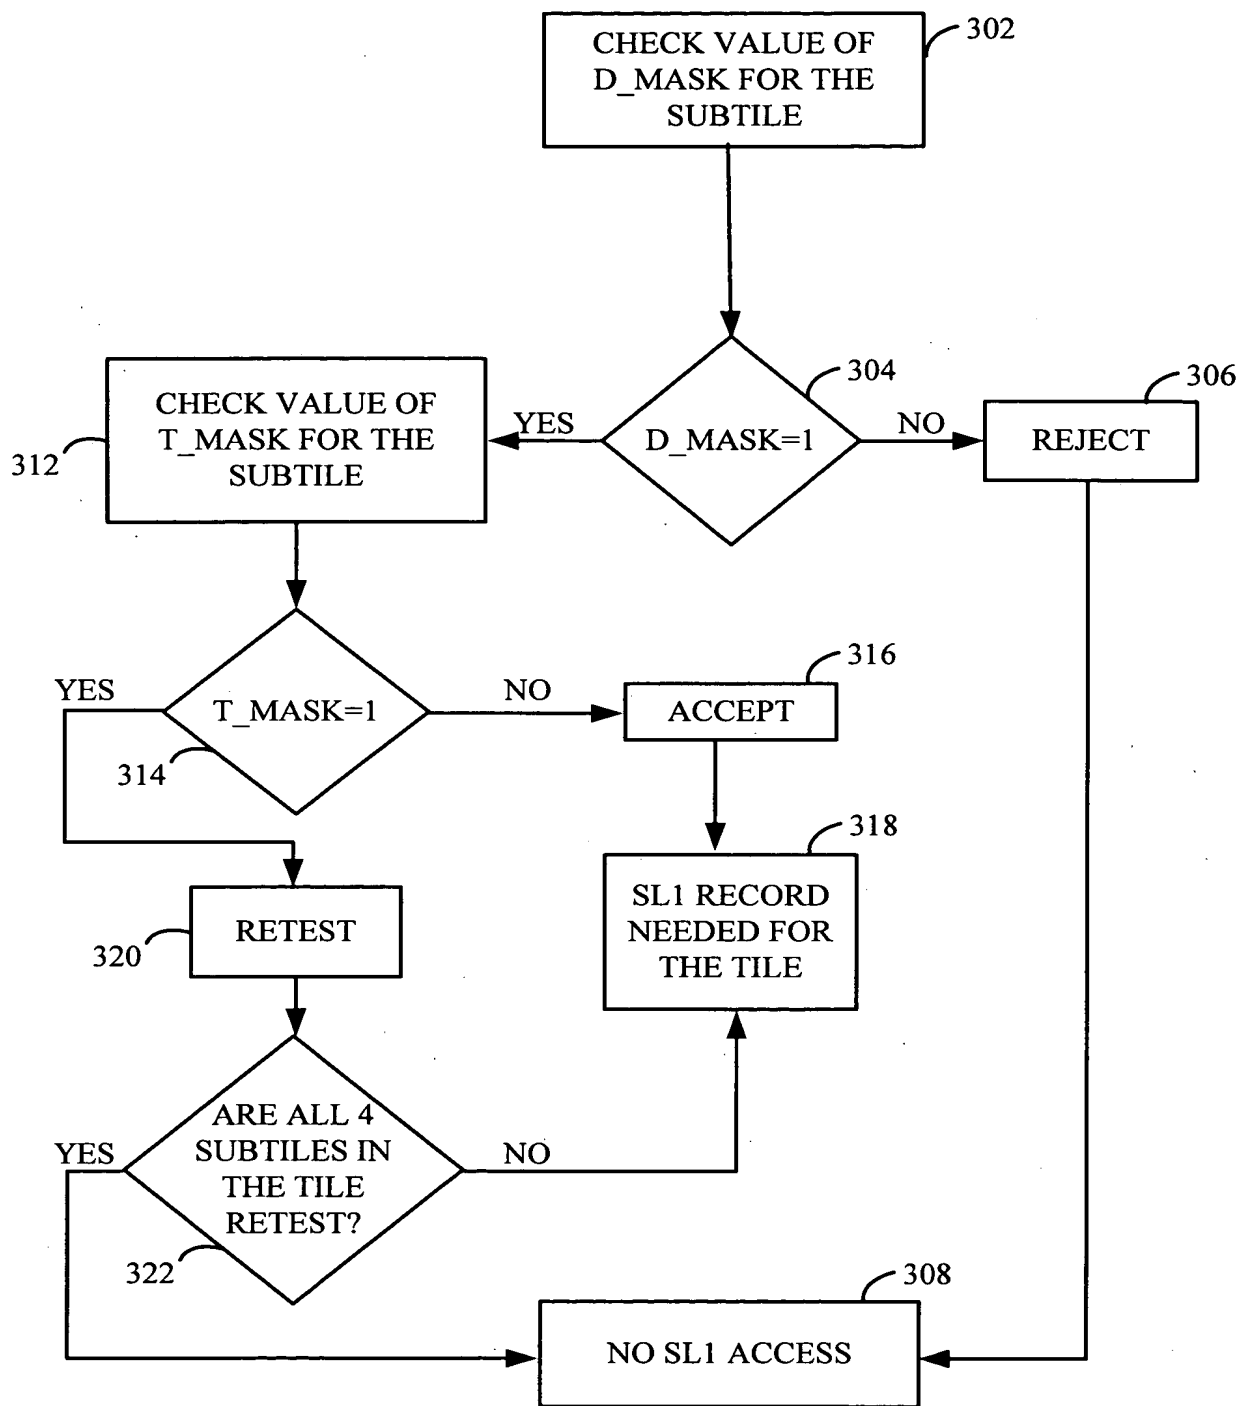 CHECK VALUE OF
D_MASK FOR THE
SUBTILE
302
D_MASK=1
304
YES
NO
REJECT
306
CHECK VALUE OF
T_MASK FOR THE
SUBTILE
312
T_MASK=1
314
YES
NO
ACCEPT
316
SL1 RECORD
NEEDED FOR
THE TILE
318
RETEST
320
ARE ALL 4
SUBTILES IN
THE TILE
RETEST?
322
YES
NO
NO SL1 ACCESS
308